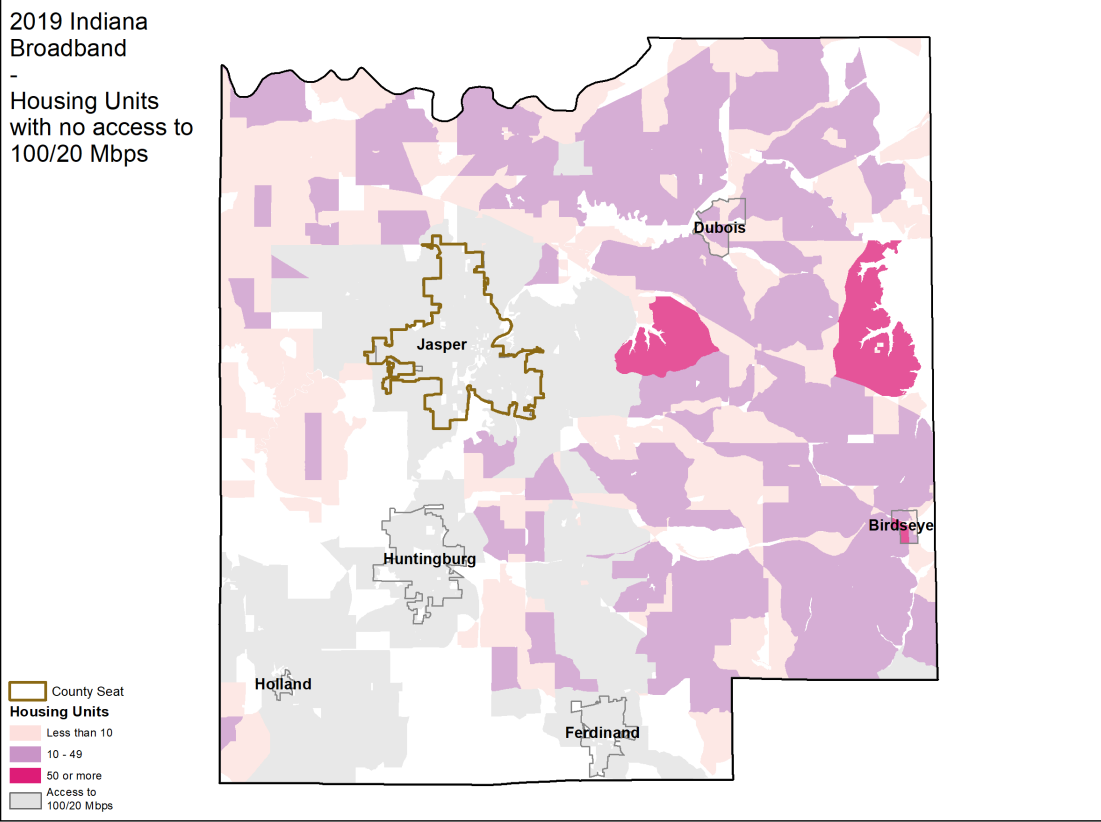 2019 Indiana
Broadband
-
Housing Units
with no access to
100/20 Mbps
Dubois
Jasper
Birdseye
Huntingburg
Holland
Ferdinand
County Seat
Housing Units
Less than 10
10 - 49
50 or more
Access to
100/20 Mbps